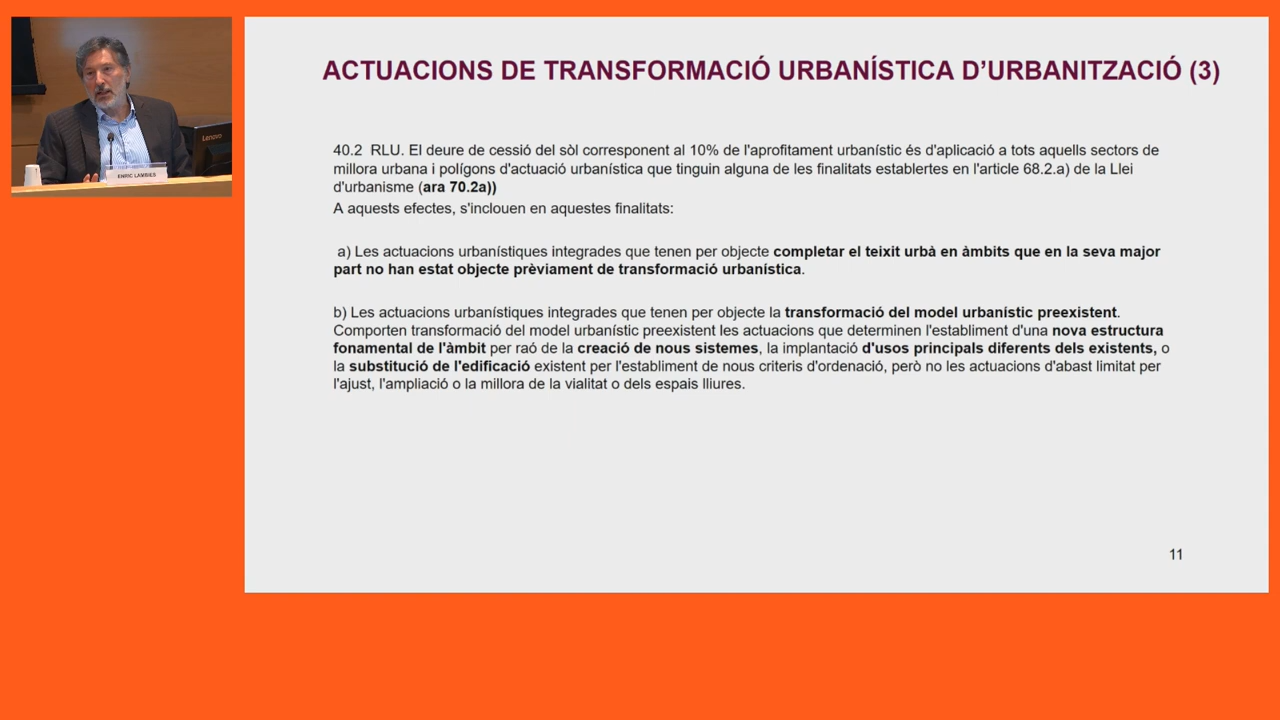 Lenovo
ENRIC LAMBIES
ACTUACIONS DE TRANSFORMACIÓ URBANÍSTICA D’URBANITZACIÓ (3)
40.2 RLU. El deure de cessió del sòl corresponent al 10% de l'aprofitament urbanístic és d'aplicació a tots aquells sectors de
millora urbana i polígons d'actuació urbanística que tinguin alguna de les finalitats establertes en l'article 68.2.a) de la Llei
d'urbanisme (ara 70.2a))
A aquests efectes, s'inclouen en aquestes finalitats:
a) Les actuacions urbanístiques integrades que tenen per objecte completar el teixit urbà en àmbits que en la seva major
part no han estat objecte prèviament de transformació urbanística.
b) Les actuacions urbanístiques integrades que tenen per objecte la transformació del model urbanístic preexistent.
Comporten transformació del model urbanístic preexistent les actuacions que determinen l'establiment d'una nova estructura
fonamental de l'àmbit per raó de la creació de nous sistemes, la implantació d'usos principals diferents dels existents, o
la substitució de l'edificació existent per l'establiment de nous criteris d'ordenació, però no les actuacions d'abast limitat per
l'ajust, l'ampliació o la millora de la vialitat o dels espais lliures.
11